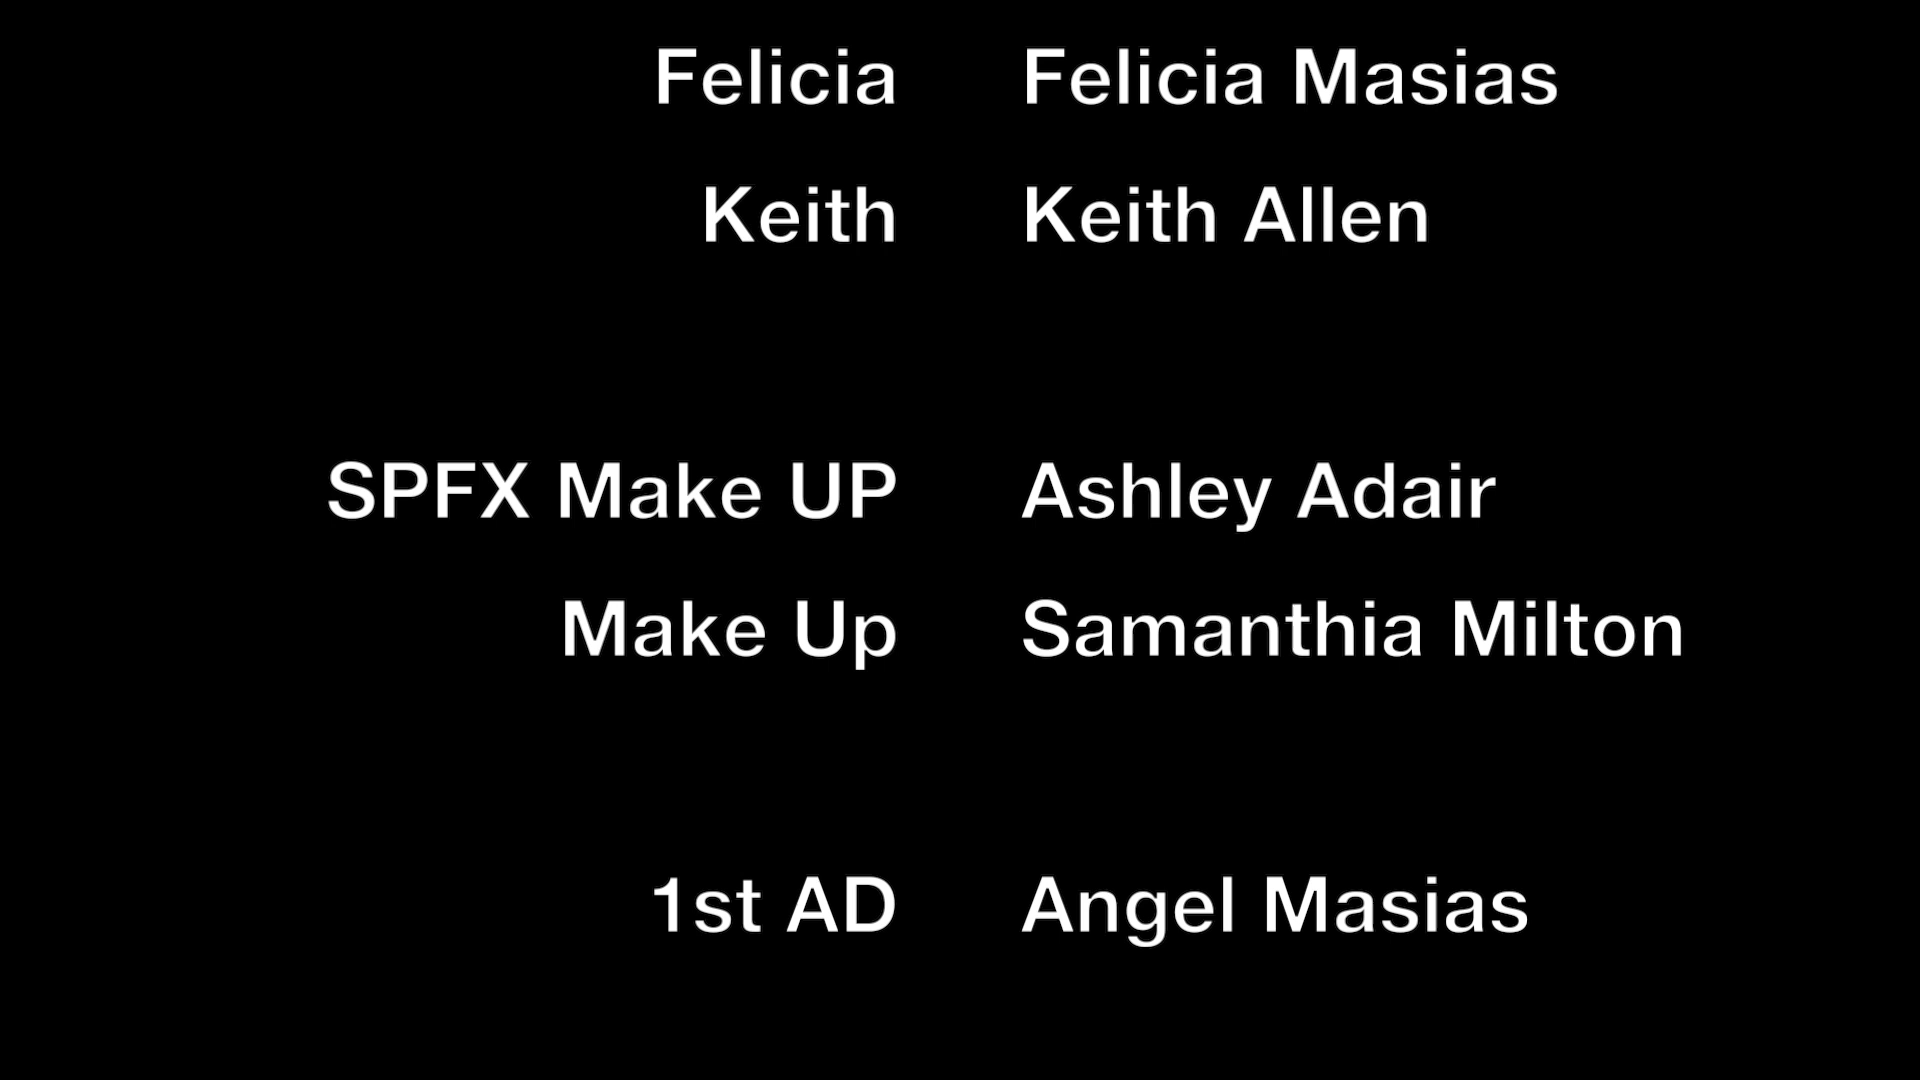 Felicia Felicia Masias
Keith Keith Allen
SPFX Make UP Ashley Adair
Make Up Samanthia Milton
1st AD Angel Masias